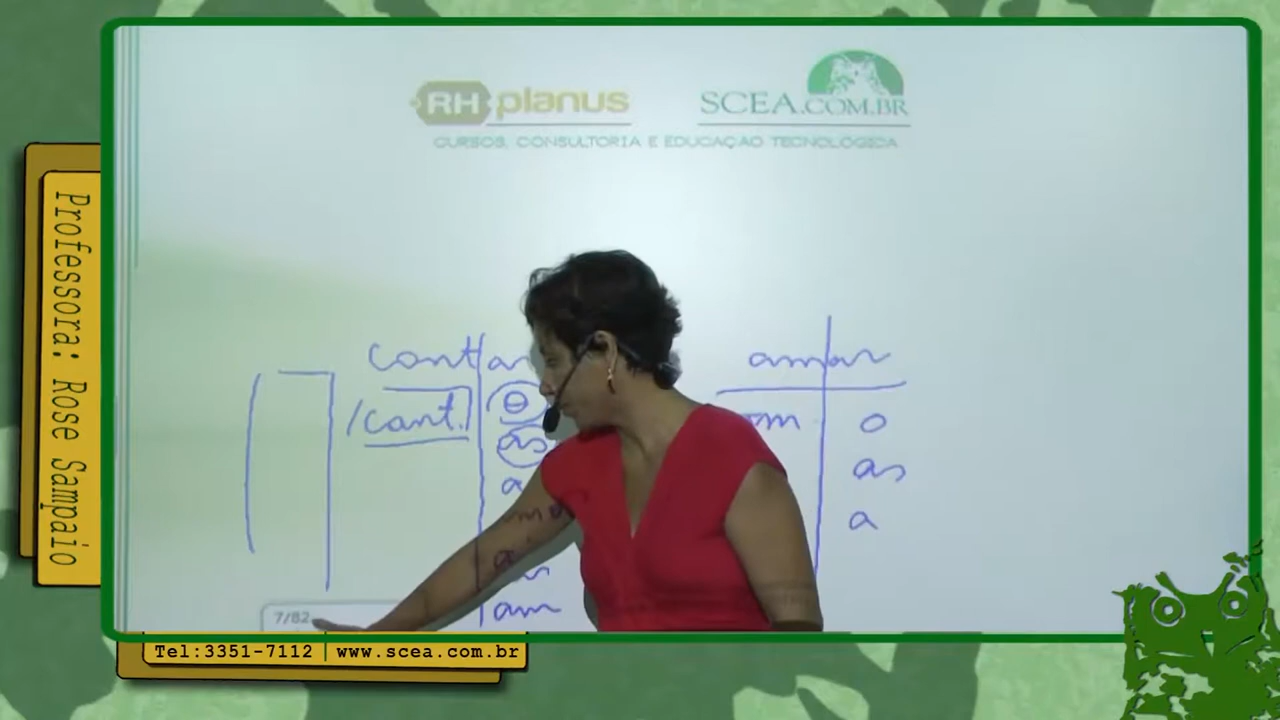 RH planus
SCEA.COM.BR
CURSOS, CONSULTORIA E EDUCAÇÃO TECNOLÓGICA
Professora: Rose Sampaio
cant|ar
am|ar
/cant.
o
as
a
am
o
as
a
7/82
Tel:3351-7112 | www.scea.com.br